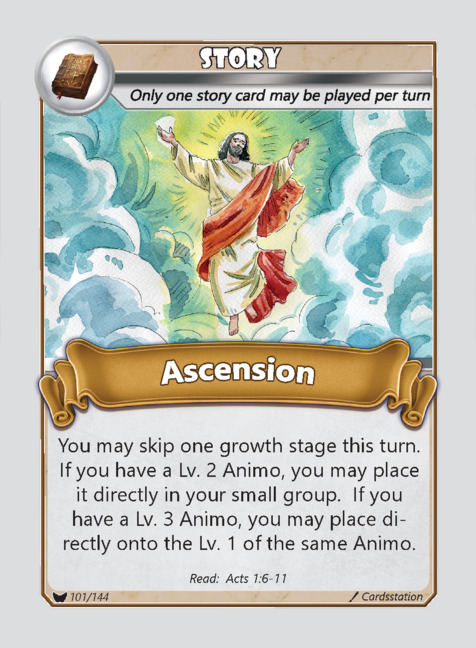 STORY
Only one story card may be played per turn
Ascension
You may skip one growth stage this turn.
If you have a Lv. 2 Animo, you may place
it directly in your small group.  If you
have a Lv. 3 Animo, you may place di-
rectly onto the Lv. 1 of the same Animo.
Read:  Acts 1:6-11
101/144
Cardsstation